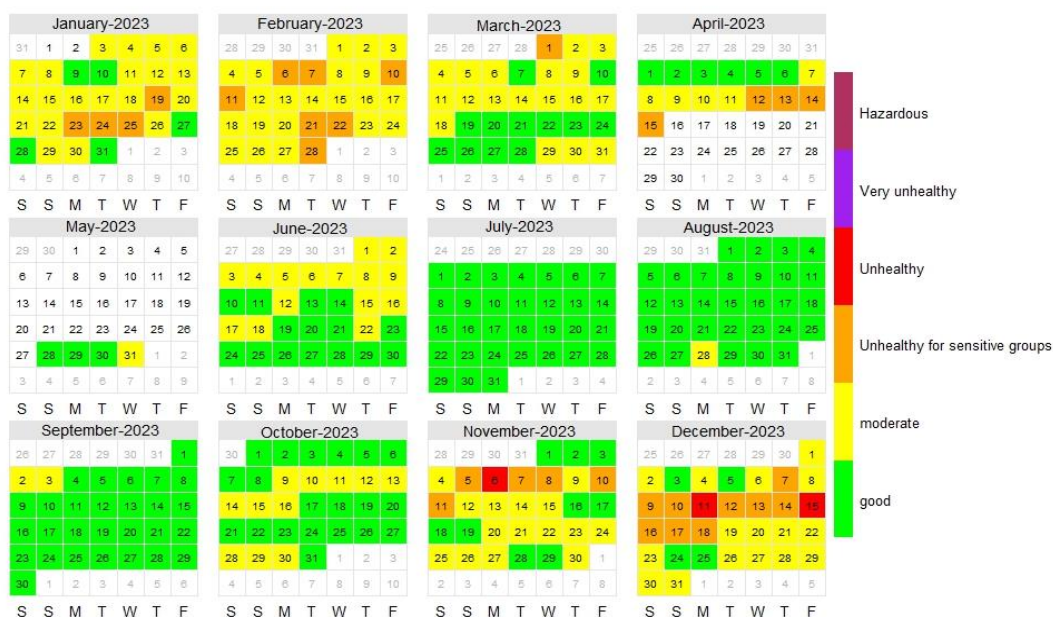 January-2023
31 1 2 3 4 5 6
7 8 9 10 11 12 13
14 15 16 17 18 19 20
21 22 23 24 25 26 27
28 29 30 31 1 2 3
4 5 6 7 8 9 10
S S M T W T F
February-2023
28 29 30 31 1 2 3
4 5 6 7 8 9 10
11 12 13 14 15 16 17
18 19 20 21 22 23 24
25 26 27 28 1 2 3
4 5 6 7 8 9 10
S S M T W T F
March-2023
25 26 27 28 1 2 3
4 5 6 7 8 9 10
11 12 13 14 15 16 17
18 19 20 21 22 23 24
25 26 27 28 29 30 31
1 2 3 4 5 6 7
S S M T W T F
April-2023
25 26 27 28 29 30 31
1 2 3 4 5 6 7
8 9 10 11 12 13 14
15 16 17 18 19 20 21
22 23 24 25 26 27 28
29 30 1 2 3 4 5
S S M T W T F
May-2023
29 30 1 2 3 4 5
6 7 8 9 10 11 12
13 14 15 16 17 18 19
20 21 22 23 24 25 26
27 28 29 30 31 1 2
3 4 5 6 7 8 9
S S M T W T F
June-2023
27 28 29 30 31 1 2
3 4 5 6 7 8 9
10 11 12 13 14 15 16
17 18 19 20 21 22 23
24 25 26 27 28 29 30
1 2 3 4 5 6 7
S S M T W T F
July-2023
24 25 26 27 28 29 30
1 2 3 4 5 6 7
8 9 10 11 12 13 14
15 16 17 18 19 20 21
22 23 24 25 26 27 28
29 30 31 1 2 3 4
S S M T W T F
August-2023
29 30 31 1 2 3 4
5 6 7 8 9 10 11
12 13 14 15 16 17 18
19 20 21 22 23 24 25
26 27 28 29 30 31 1
2 3 4 5 6 7 8
S S M T W T F
September-2023
26 27 28 29 30 31 1
2 3 4 5 6 7 8
9 10 11 12 13 14 15
16 17 18 19 20 21 22
23 24 25 26 27 28 29
30 1 2 3 4 5 6
S S M T W T F
October-2023
30 1 2 3 4 5 6
7 8 9 10 11 12 13
14 15 16 17 18 19 20
21 22 23 24 25 26 27
28 29 30 31 1 2 3
4 5 6 7 8 9 10
S S M T W T F
November-2023
28 29 30 31 1 2 3
4 5 6 7 8 9 10
11 12 13 14 15 16 17
18 19 20 21 22 23 24
25 26 27 28 29 30 1
2 3 4 5 6 7 8
S S M T W T F
December-2023
25 26 27 28 29 30 1
2 3 4 5 6 7 8
9 10 11 12 13 14 15
16 17 18 19 20 21 22
23 24 25 26 27 28 29
30 31 1 2 3 4 5
S S M T W T F
Hazardous
Very unhealthy
Unhealthy
Unhealthy for sensitive groups
moderate
good